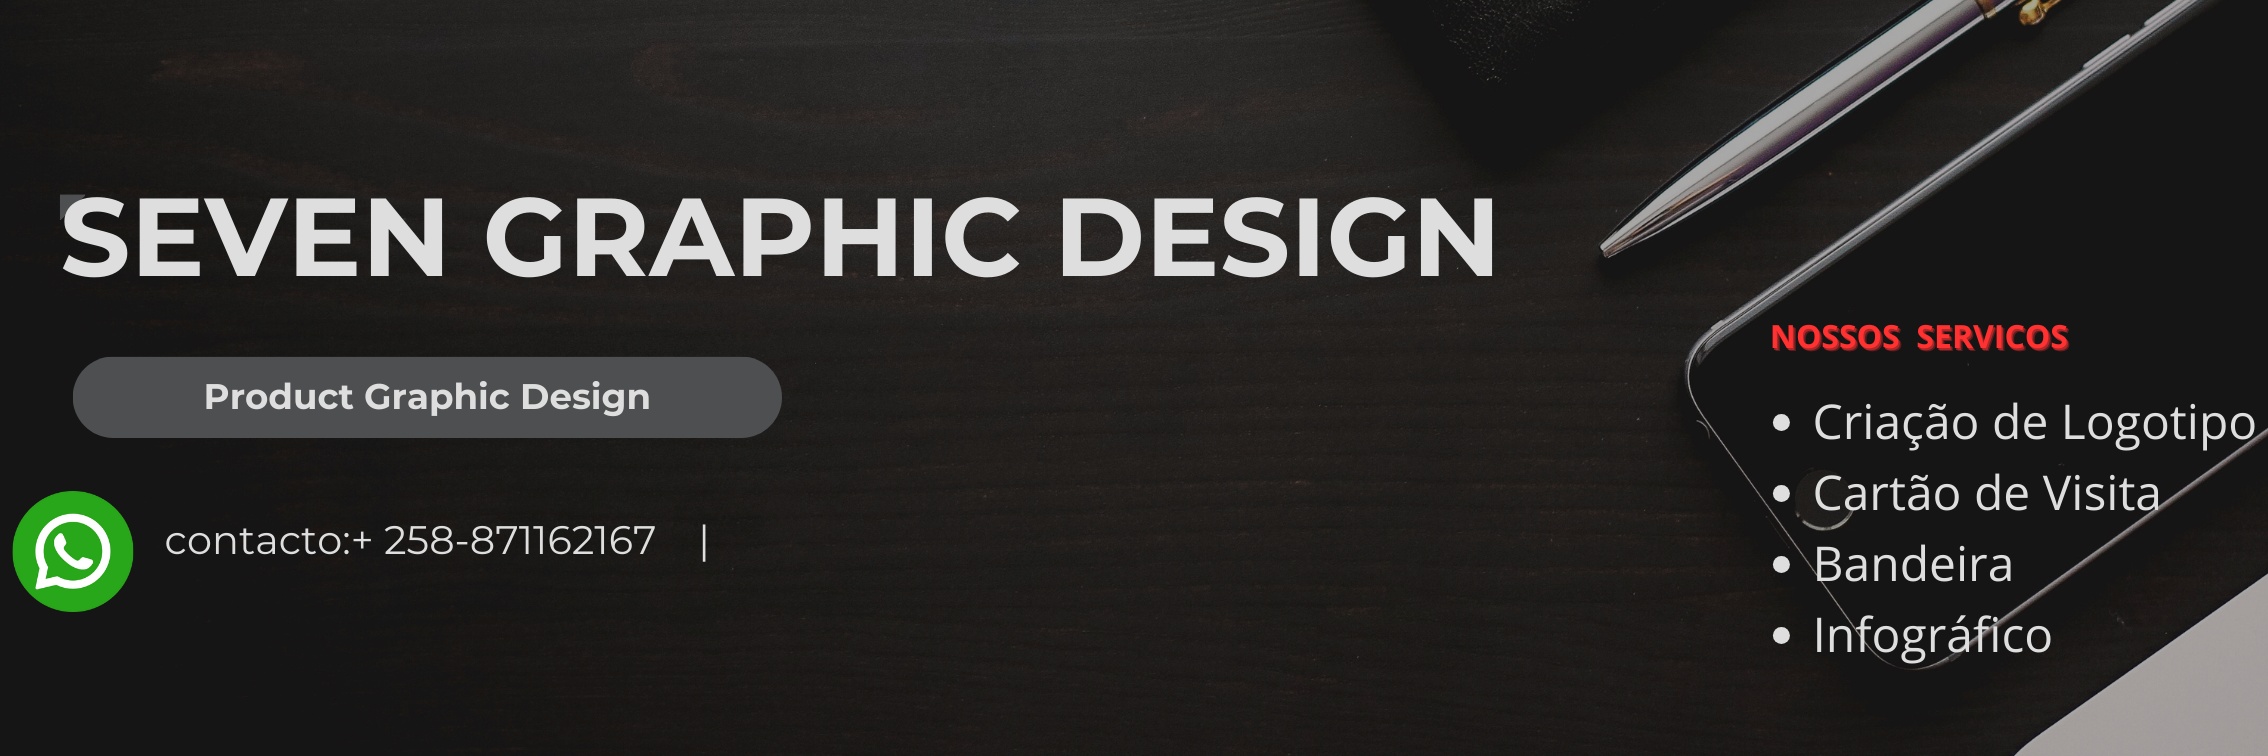 SEVEN GRAPHIC DESIGN
Product Graphic Design
contacto:+ 258-871162167 |
NOSSOS SERVICOS
• Criação de Logotipo
• Cartão de Visita
• Bandeira
• Infográfico